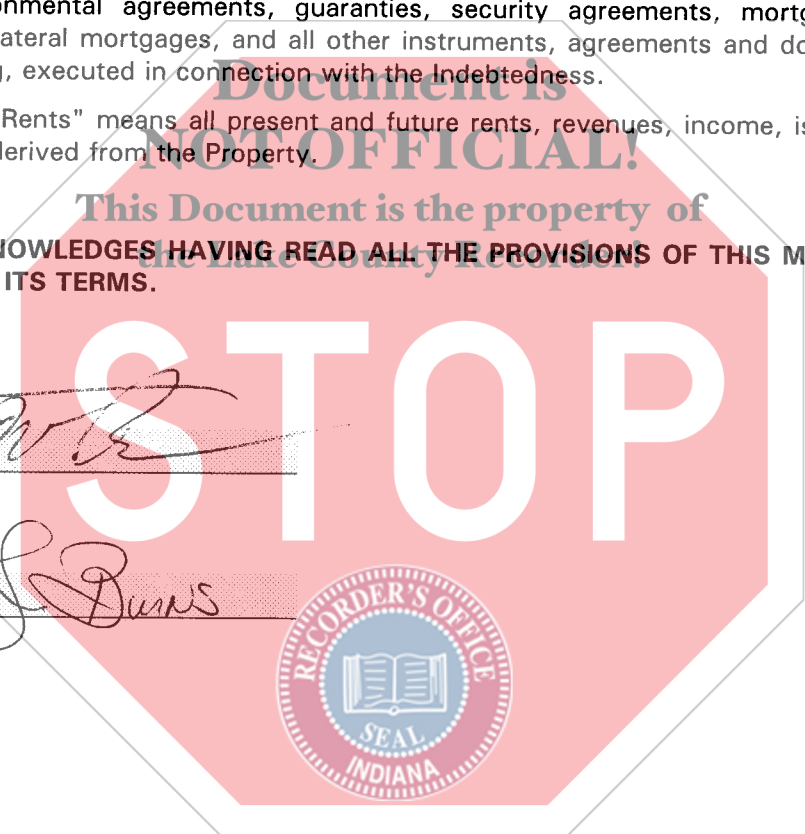 onmental agreements, guaranties, security agreements, mortg
ateral mortgages, and all other instruments, agreements and do
, executed in connection with the Indebtedness.
Document is
Rents" means all present and future rents, revenues, income, is
NOT OFFICIAL!
derived from the Property.
This Document is the property of
the Lake County Recorder!
NOWLEDGES HAVING READ ALL THE PROVISIONS OF THIS M
ITS TERMS.
STOP
Burns
RECORDER'S OFFICE
SEAL
INDIANA